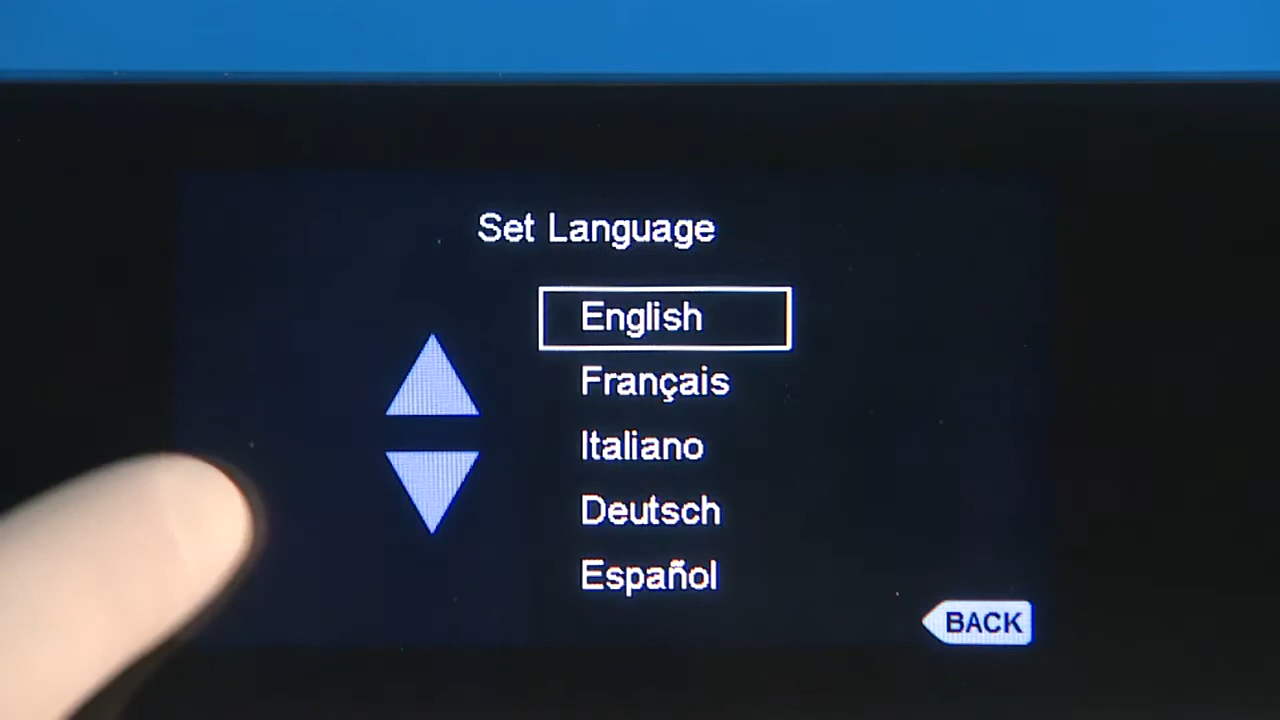 Set Language
English
Français
Italiano
Deutsch
Español
BACK